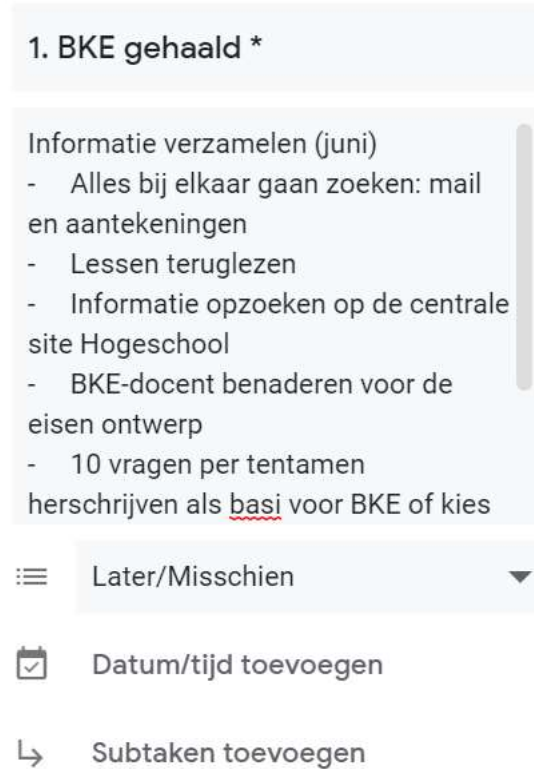 1. BKE gehaald *
Informatie verzamelen (juni)
- Alles bij elkaar gaan zoeken: mail
en aantekeningen
- Lessen teruglezen
- Informatie opzoeken op de centrale
site Hogeschool
- BKE-docent benaderen voor de
eisen ontwerp
- 10 vragen per tentamen
herschrijven als basi voor BKE of kies
Later/Misschien
Datum/tijd toevoegen
Subtaken toevoegen